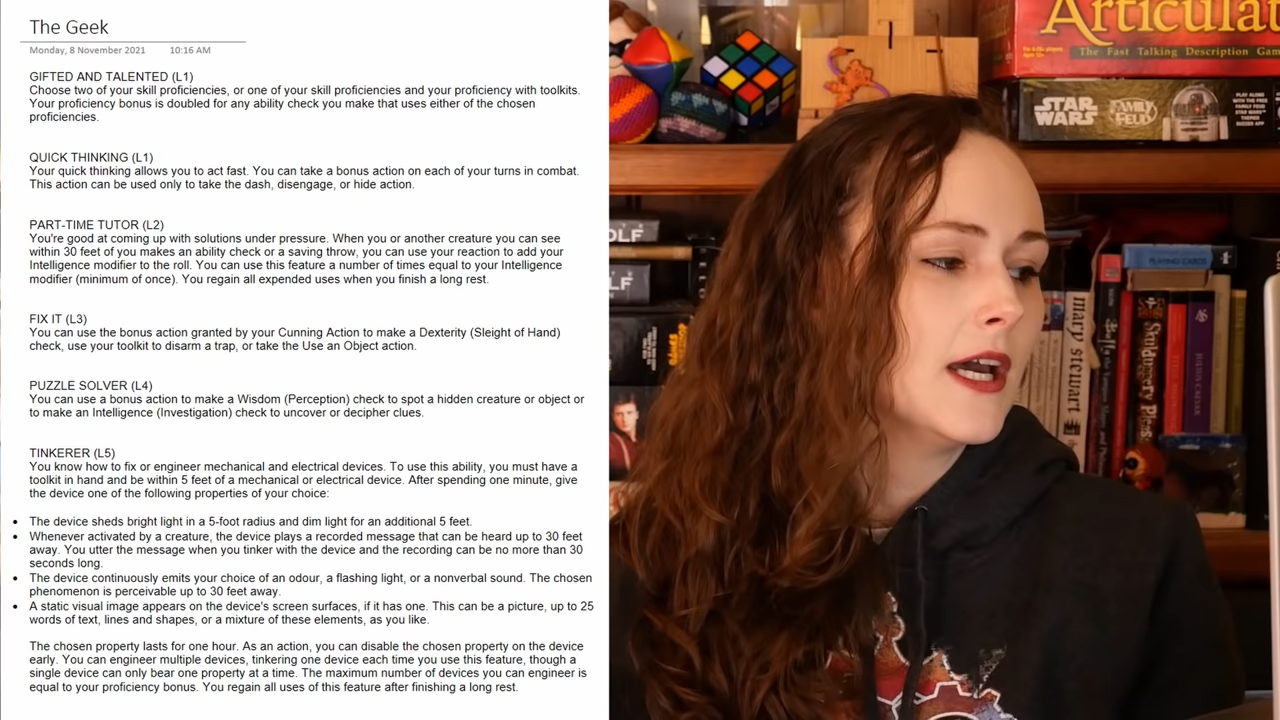 The Geek
Monday, 8 November 2021 10:16 AM
GIFTED AND TALENTED (L1)
Choose two of your skill proficiencies, or one of your skill proficiencies and your proficiency with toolkits.
Your proficiency bonus is doubled for any ability check you make that uses either of the chosen
proficiencies.
QUICK THINKING (L1)
Your quick thinking allows you to act fast. You can take a bonus action on each of your turns in combat.
This action can be used only to take the dash, disengage, or hide action.
PART-TIME TUTOR (L2)
You're good at coming up with solutions under pressure. When you or another creature you can see
within 30 feet of you makes an ability check or a saving throw, you can use your reaction to add your
Intelligence modifier to the roll. You can use this feature a number of times equal to your Intelligence
modifier (minimum of once). You regain all expended uses when you finish a long rest.
FIX IT (L3)
You can use the bonus action granted by your Cunning Action to make a Dexterity (Sleight of Hand)
check, use your toolkit to disarm a trap, or take the Use an Object action.
PUZZLE SOLVER (L4)
You can use a bonus action to make a Wisdom (Perception) check to spot a hidden creature or object or
to make an Intelligence (Investigation) check to uncover or decipher clues.
TINKERER (L5)
You know how to fix or engineer mechanical and electrical devices. To use this ability, you must have a
toolkit in hand and be within 5 feet of a mechanical or electrical device. After spending one minute, give
the device one of the following properties of your choice:
• The device sheds bright light in a 5-foot radius and dim light for an additional 5 feet.
• Whenever activated by a creature, the device plays a recorded message that can be heard up to 30 feet
away. You utter the message when you tinker with the device and the recording can be no more than 30
seconds long.
• The device continuously emits your choice of an odour, a flashing light, or a nonverbal sound. The chosen
phenomenon is perceivable up to 30 feet away.
• A static visual image appears on the device's screen surfaces, if it has one. This can be a picture, up to 25
words of text, lines and shapes, or a mixture of these elements, as you like.
The chosen property lasts for one hour. As an action, you can disable the chosen property on the device
early. You can engineer multiple devices, tinkering one device each time you use this feature, though a
single device can only bear one property at a time. The maximum number of devices you can engineer is
equal to your proficiency bonus. You regain all uses of this feature after finishing a long rest.
Articulat
The Fast Talking Description Gam
STAR WARS
FAMILY FEUD
PLAYING CARDS
mary stewart
Skulduggery Pleas
JULIUS CAESAR